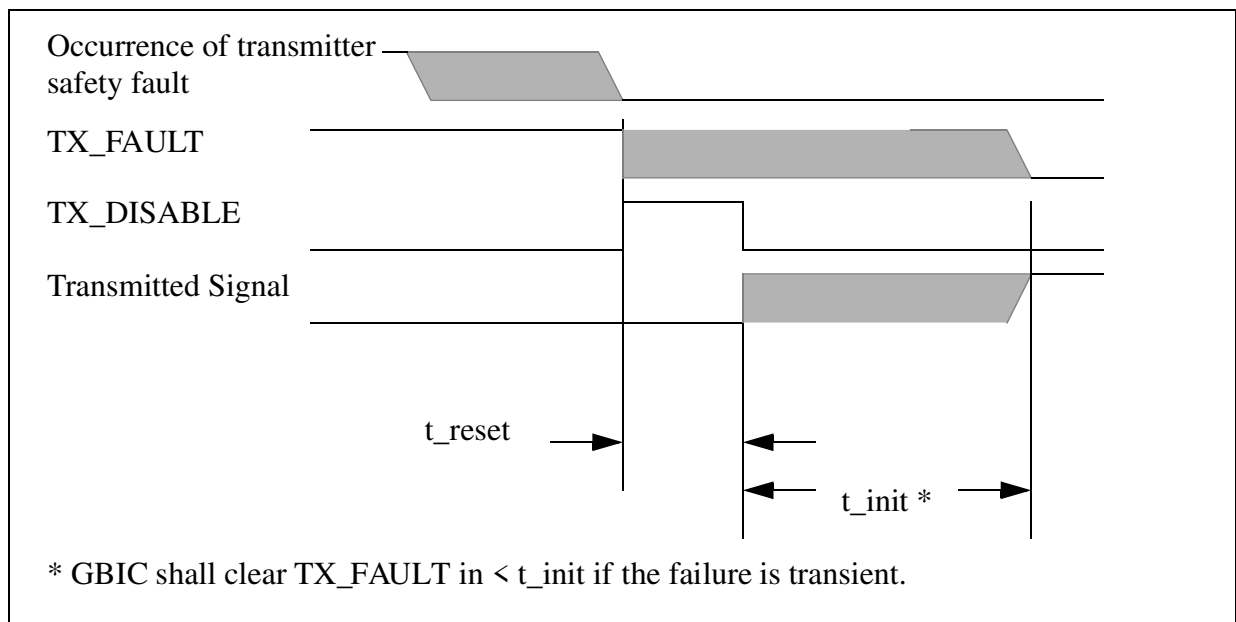 Occurrence of transmitter
safety fault
TX_FAULT
TX_DISABLE
Transmitted Signal
t_reset
t_init *
* GBIC shall clear TX_FAULT in < t_init if the failure is transient.